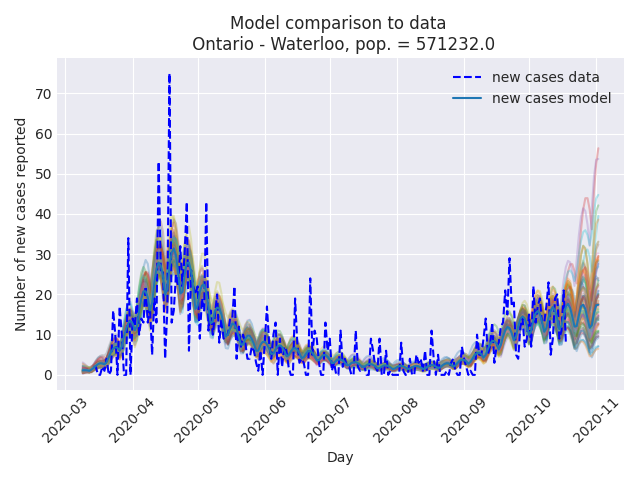 Model comparison to data
Ontario - Waterloo, pop. = 571232.0
new cases data
new cases model
Number of new cases reported
70
60
50
40
30
20
10
0
2020-03
2020-04
2020-05
2020-06
2020-07
2020-08
2020-09
2020-10
2020-11
Day